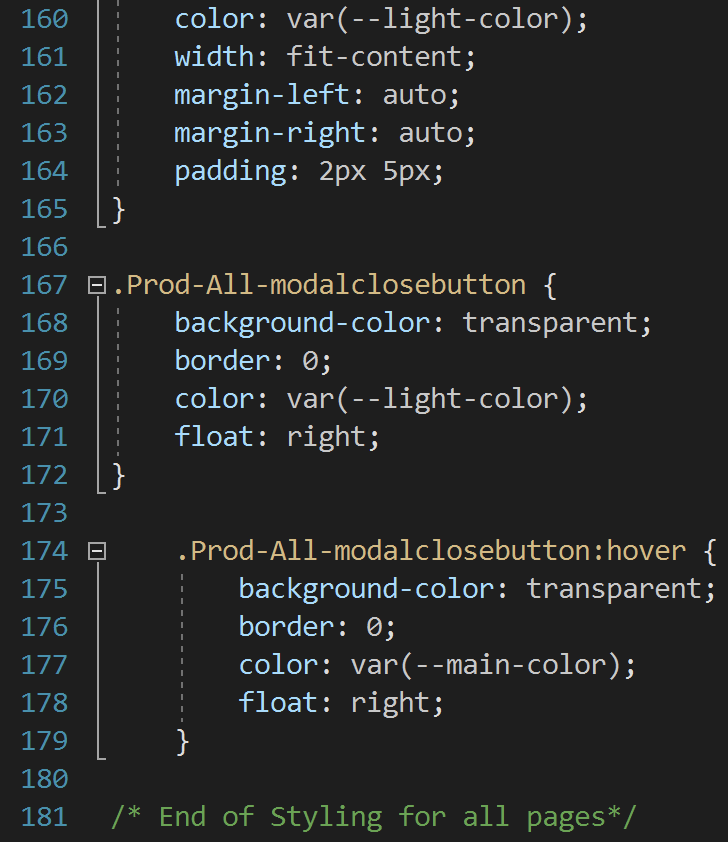 160 color: var(--light-color);
161 width: fit-content;
162 margin-left: auto;
163 margin-right: auto;
164 padding: 2px 5px;
165 }
166
167 .Prod-All-modalclosebutton {
168 background-color: transparent;
169 border: 0;
170 color: var(--light-color);
171 float: right;
172 }
173
174 .Prod-All-modalclosebutton:hover {
175 background-color: transparent;
176 border: 0;
177 color: var(--main-color);
178 float: right;
179 }
180
181 /* End of Styling for all pages*/